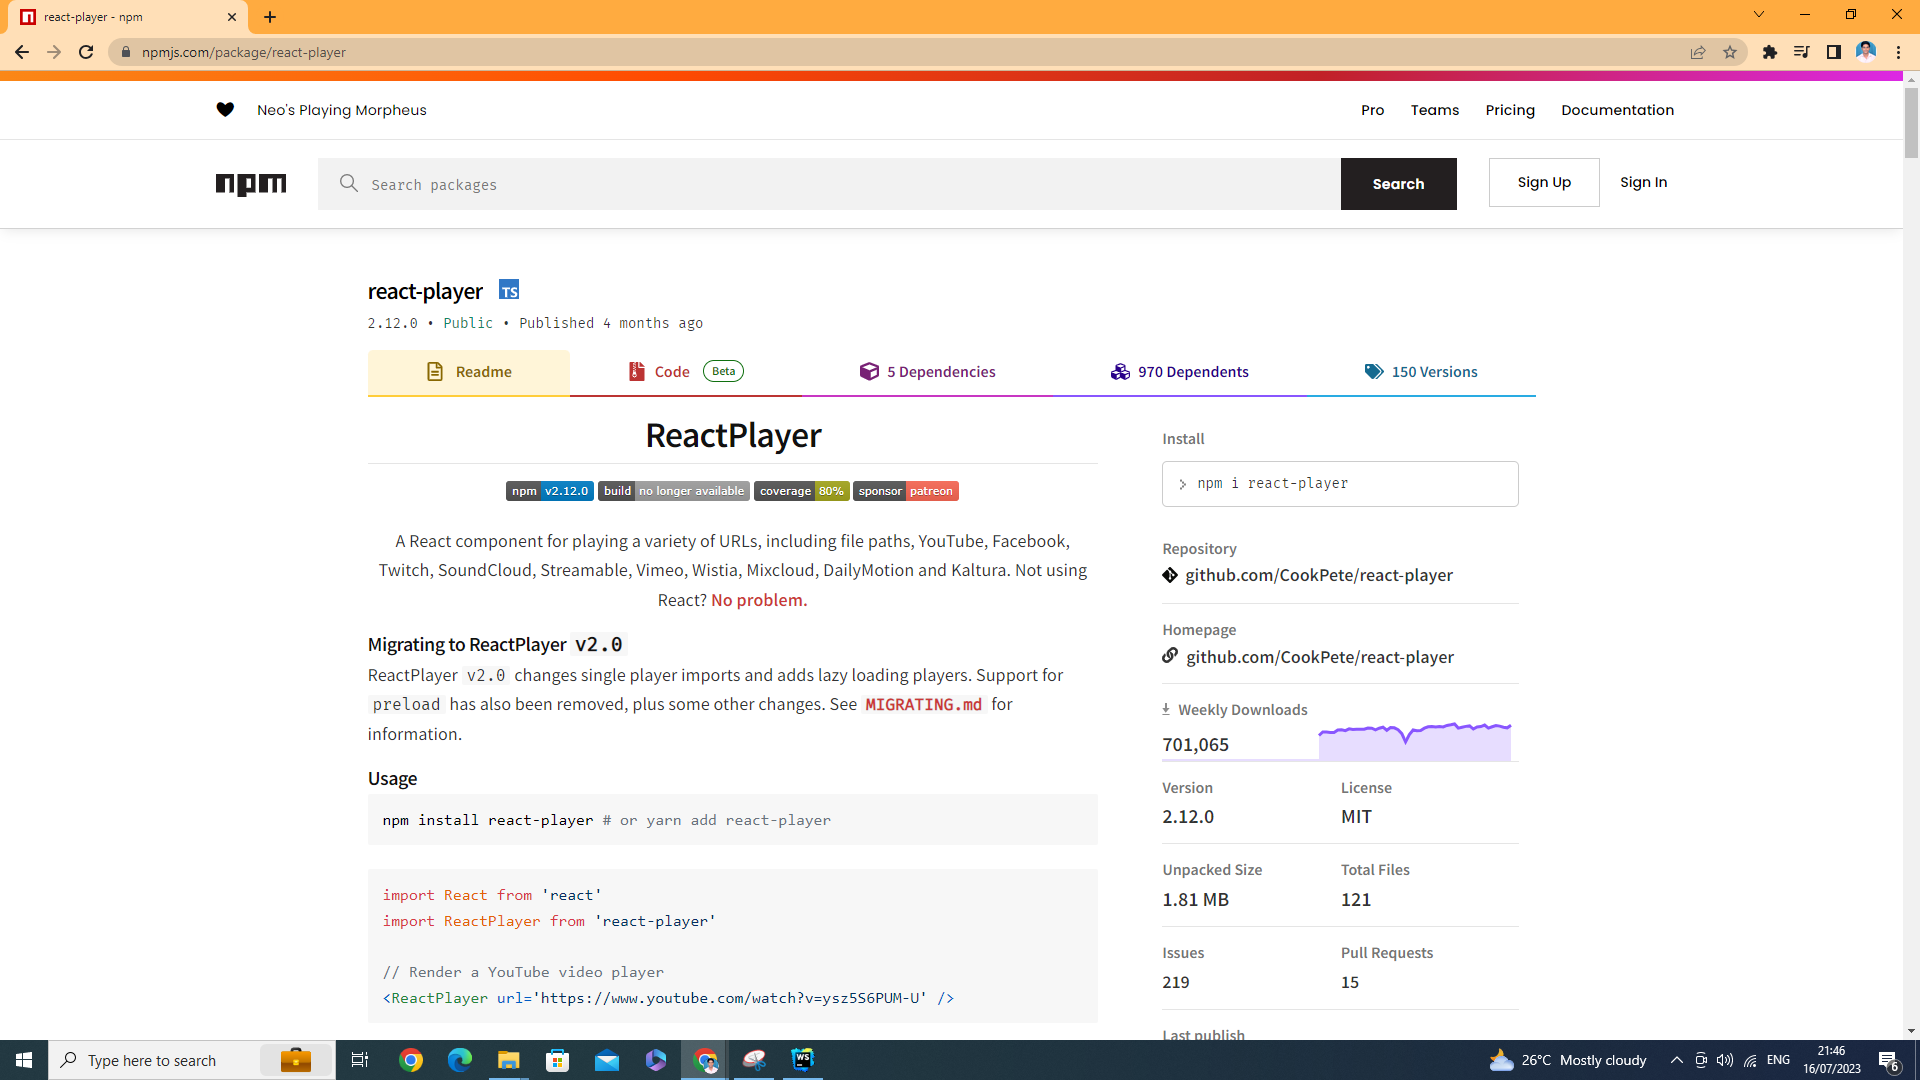 react-player - npm
npmjs.com/package/react-player
Neo's Playing Morpheus
Pro
Teams
Pricing
Documentation
npm
Search packages
Search
Sign Up
Sign In
react-player TS
2.12.0 • Public • Published 4 months ago
Readme
Code Beta
5 Dependencies
970 Dependents
150 Versions
ReactPlayer
npm v2.12.0 build no longer available coverage 80% sponsor patreon
A React component for playing a variety of URLs, including file paths, YouTube, Facebook,
Twitch, SoundCloud, Streamable, Vimeo, Wistia, Mixcloud, DailyMotion and Kaltura. Not using
React? No problem.
Migrating to ReactPlayer v2.0
ReactPlayer v2.0 changes single player imports and adds lazy loading players. Support for
preload has also been removed, plus some other changes. See MIGRATING.md for
information.
Usage
npm install react-player # or yarn add react-player
import React from 'react'
import ReactPlayer from 'react-player'
// Render a YouTube video player
<ReactPlayer url='https://www.youtube.com/watch?v=ysz5S6PUM-U' />
Install
> npm i react-player
Repository
github.com/CookPete/react-player
Homepage
github.com/CookPete/react-player
Weekly Downloads
701,065
Version
2.12.0
License
MIT
Unpacked Size
1.81 MB
Total Files
121
Issues
219
Pull Requests
15
Last publish
Type here to search
WS
26°C Mostly cloudy
ENG
21:46
16/07/2023
6